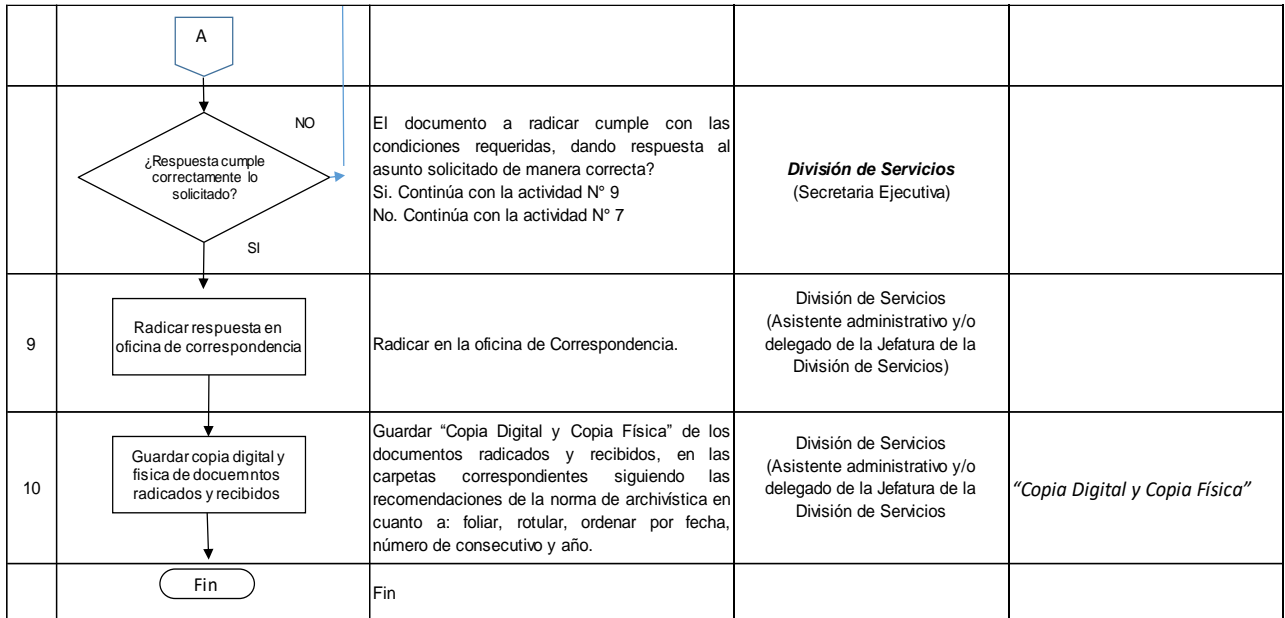 A
NO
¿Respuesta cumple
correctamente lo
solicitado?
SI
El documento a radicar cumple con las
condiciones requeridas, dando respuesta al
asunto solicitado de manera correcta?
Si. Continúa con la actividad N° 9
No. Continúa con la actividad N° 7
División de Servicios
(Secretaria Ejecutiva)
9
Radicar respuesta en
oficina de correspondencia
Radicar en la oficina de Correspondencia.
División de Servicios
(Asistente administrativo y/o
delegado de la Jefatura de la
División de Servicios)
10
Guardar copia digital y
fisica de docuemntos
radicados y recibidos
Guardar “Copia Digital y Copia Física” de los
documentos radicados y recibidos, en las
carpetas correspondientes siguiendo las
recomendaciones de la norma de archivística en
cuanto a: foliar, rotular, ordenar por fecha,
número de consecutivo y año.
División de Servicios
(Asistente administrativo y/o
delegado de la Jefatura de la
División de Servicios
“Copia Digital y Copia Física”
Fin
Fin